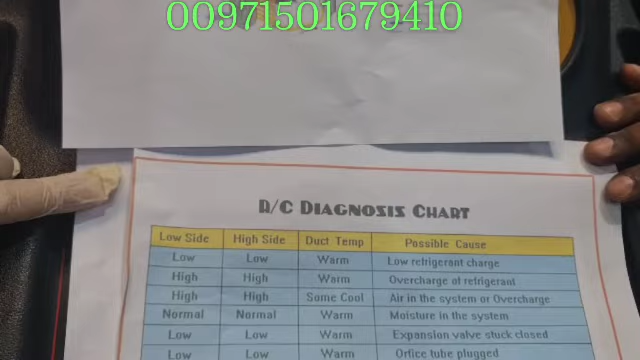 00971501679410
A/C DIAGNOSIS CHART
Low Side High Side Duct Temp Possible Cause
Low Low Warm Low refrigerant charge
High High Warm Overcharge of refrigerant
High High Some Cool Air in the system or Overcharge
Normal Normal Warm Moisture in the system
Low Low Warm Expansion valve stuck closed
Low Low Warm Orfice tube plugged